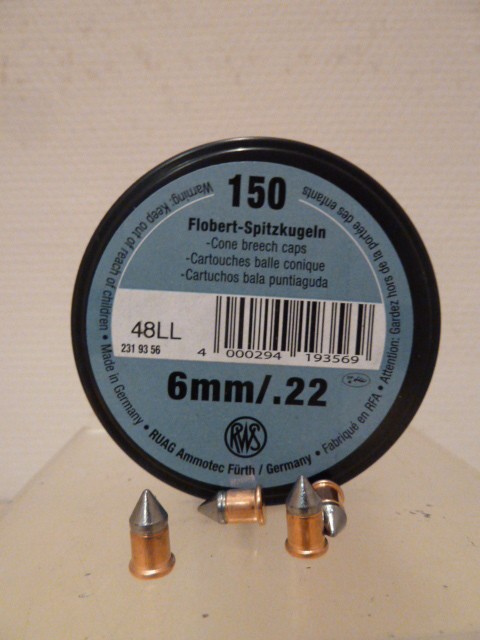 150
Flobert-Spitzkugeln
-Cone breech caps
-Cartouches balle conique
-Cartuchos bala puntiaguda
48LL
231 93 56
4 000294 193569
6mm/.22
RWS
Warning: Keep out of reach of children • Made in Germany • RUAG Ammotec Fürth / Germany • Fabriqué en RFA • Attention: Gardez hors de la portée des enfants